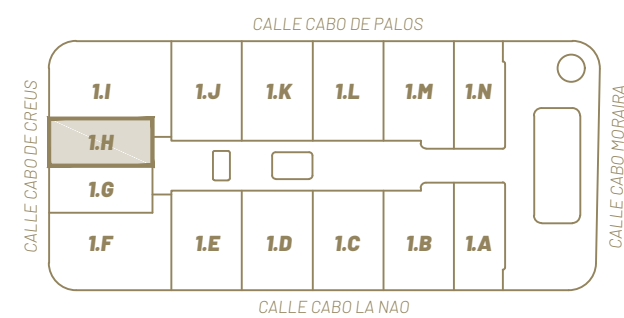 CALLE CABO DE PALOS
CALLE CABO DE CREUS
1.I
1.J
1.K
1.L
1.M
1.N
CALLE CABO MORAIRA
1.H
1.G
1.F
1.E
1.D
1.C
1.B
1.A
CALLE CABO LA NAO